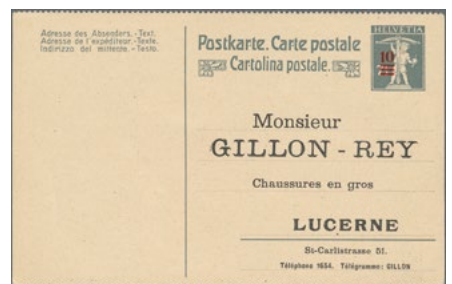 Adresse des Absenders. - Text.
Adresse de l'expéditeur. - Texte.
Indirizzo del mittente. - Testo.
Postkarte. Carte postale
Cartolina postale.
HELVETIA
10
Monsieur
GILLON - REY
Chaussures en gros
LUCERNE
St-Carlistrasse 51.
Téléphone 1654. Télégramme: GILLON